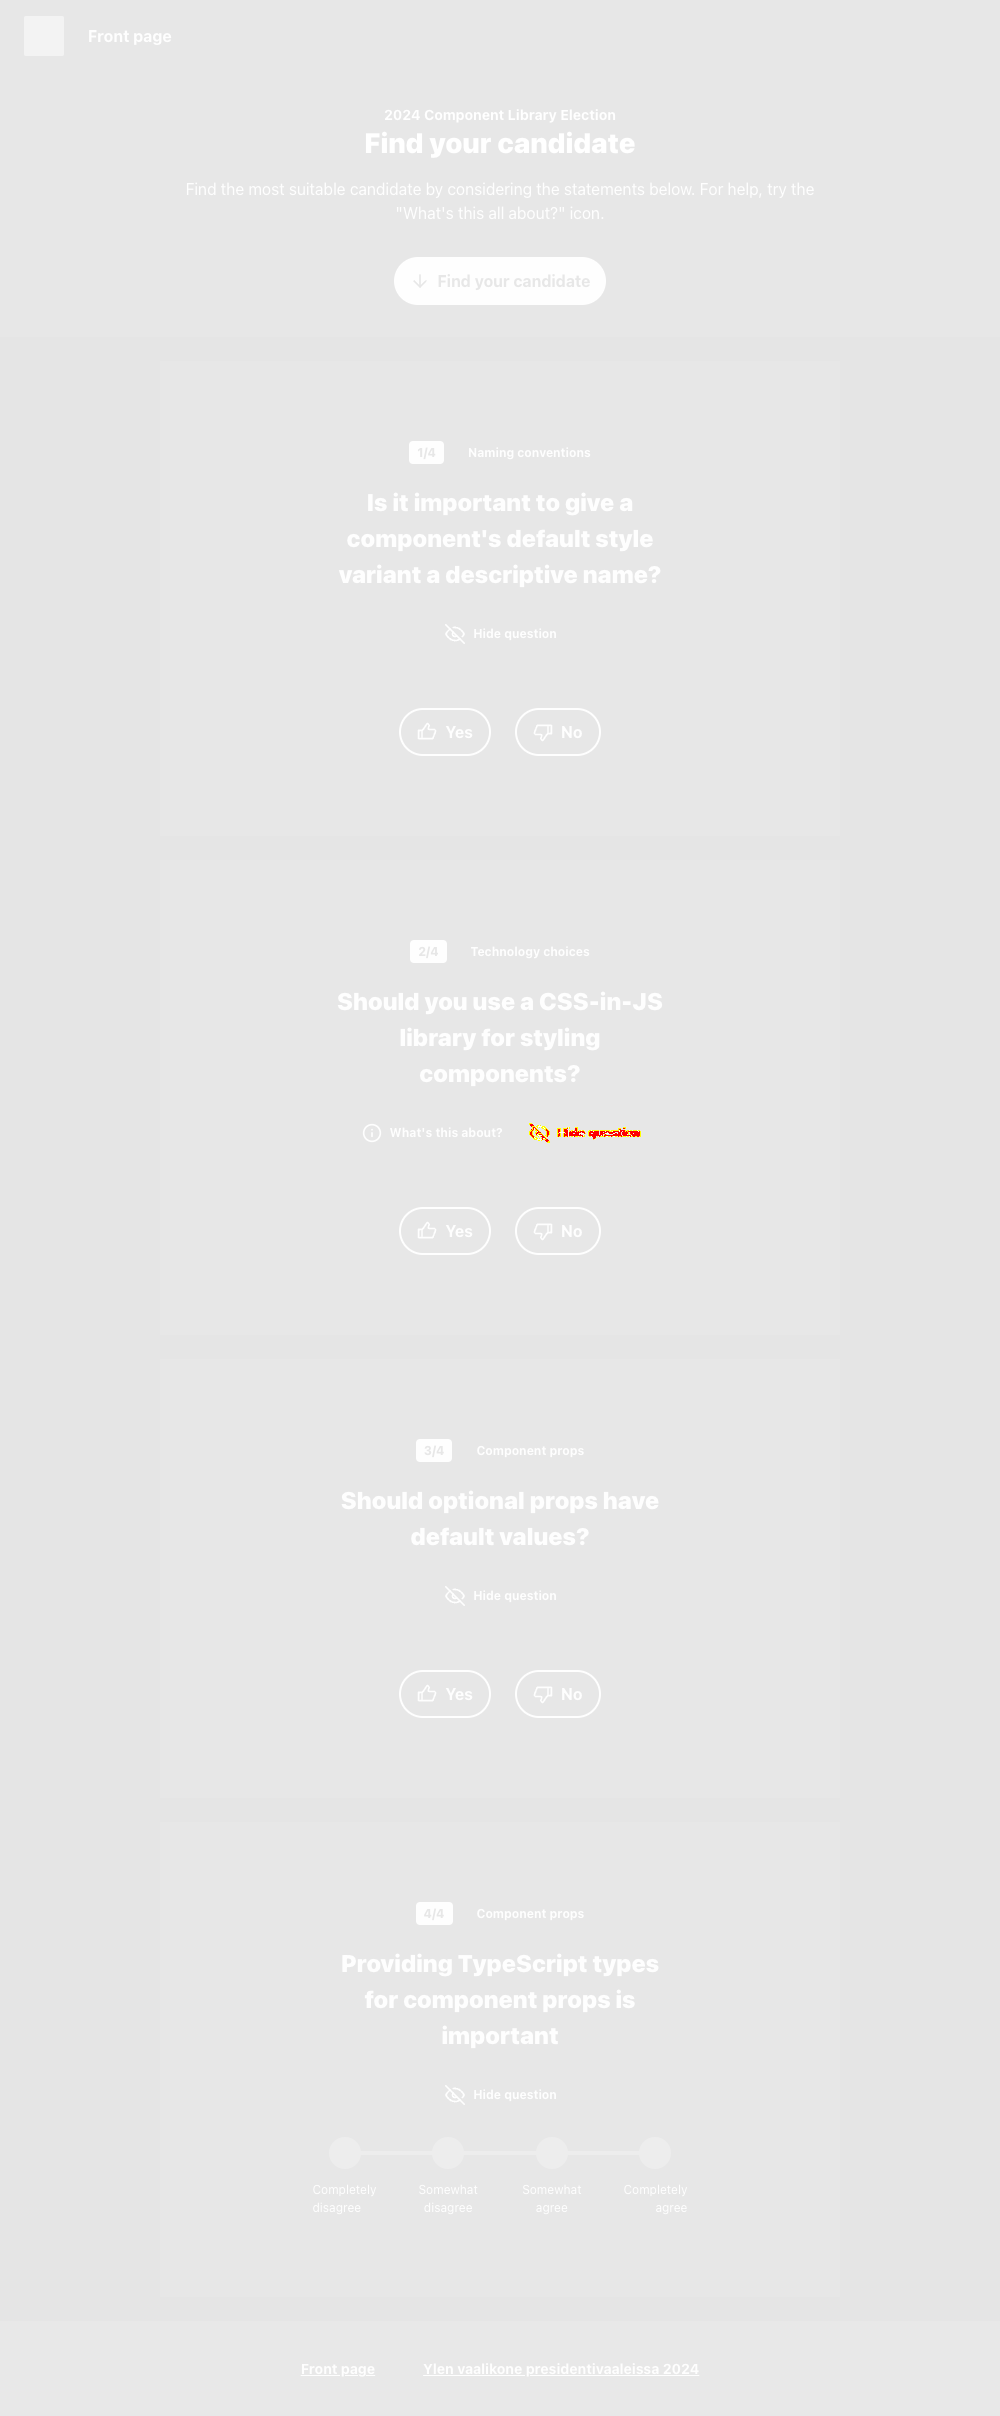 Front page
2024 Component Library Election
Find your candidate
Find the most suitable candidate by considering the statements below. For help, try the
"What's this all about?" icon.
Find your candidate
1/4 Naming conventions
Is it important to give a
component's default style
variant a descriptive name?
Hide question
Yes No
2/4 Technology choices
Should you use a CSS-in-JS
library for styling
components?
What's this about? Hide question
Yes No
3/4 Component props
Should optional props have
default values?
Hide question
Yes No
4/4 Component props
Providing TypeScript types
for component props is
important
Hide question
Completely Somewhat Somewhat Completely
disagree disagree agree agree
Front page Ylen vaalikone presidentivaaleissa 2024